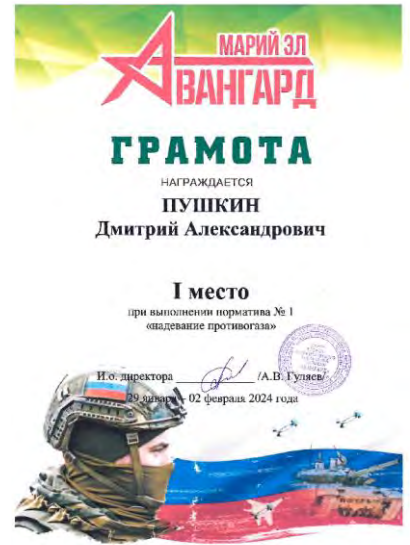 МАРИЙ ЭЛ
АВАНГАРД
ГРАМОТА
НАГРАЖДАЕТСЯ
ПУШКИН
Дмитрий Александрович
I место
при выполнении норматива № 1
«надевание противогаза»
И.о. директора /А.В. Гуляев/
29 января – 02 февраля 2024 года